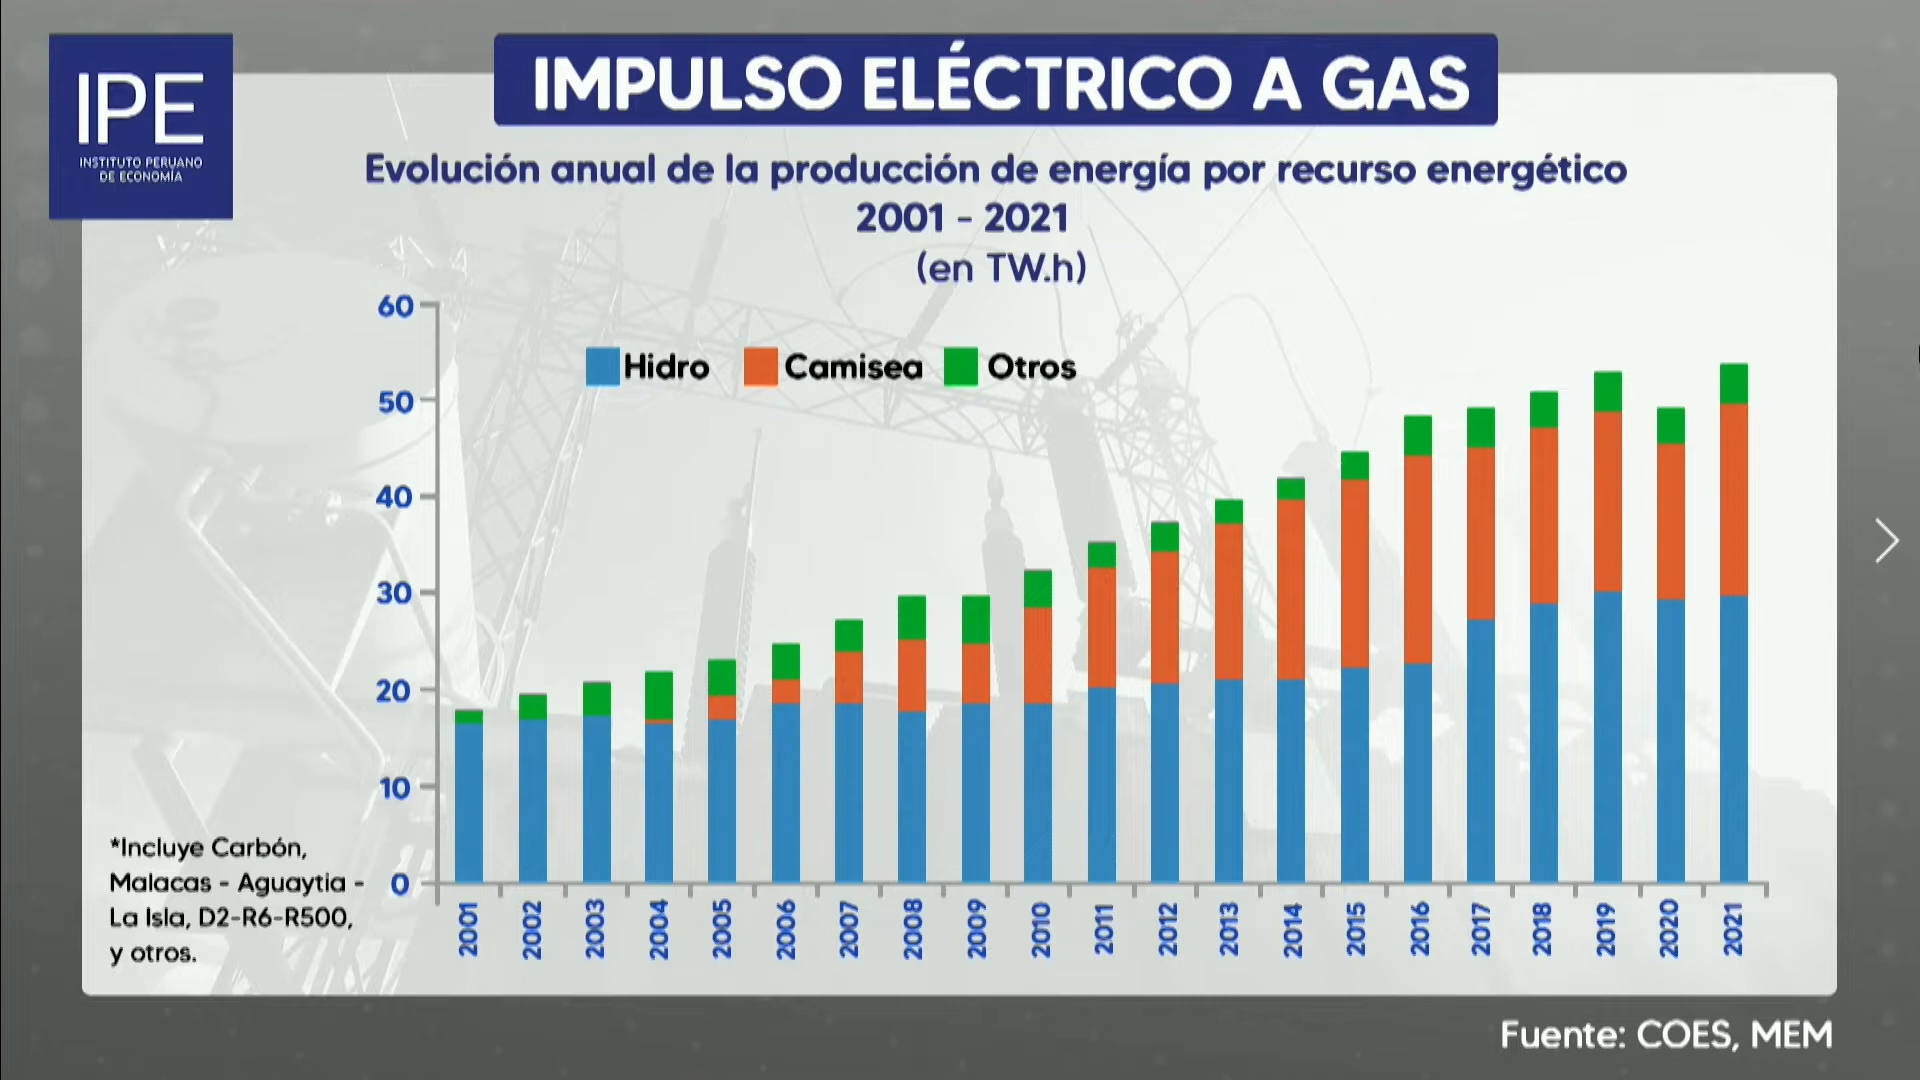 IPE
INSTITUTO PERUANO
DE ECONOMÍA
IMPULSO ELÉCTRICO A GAS
Evolución anual de la producción de energía por recurso energético
2001 - 2021
(en TW.h)
Hidro
Camisea
Otros
60
50
40
30
20
10
0
2001
2002
2003
2004
2005
2006
2007
2008
2009
2010
2011
2012
2013
2014
2015
2016
2017
2018
2019
2020
2021
*Incluye Carbón,
Malacas - Aguaytia -
La Isla, D2-R6-R500,
y otros.
Fuente: COES, MEM